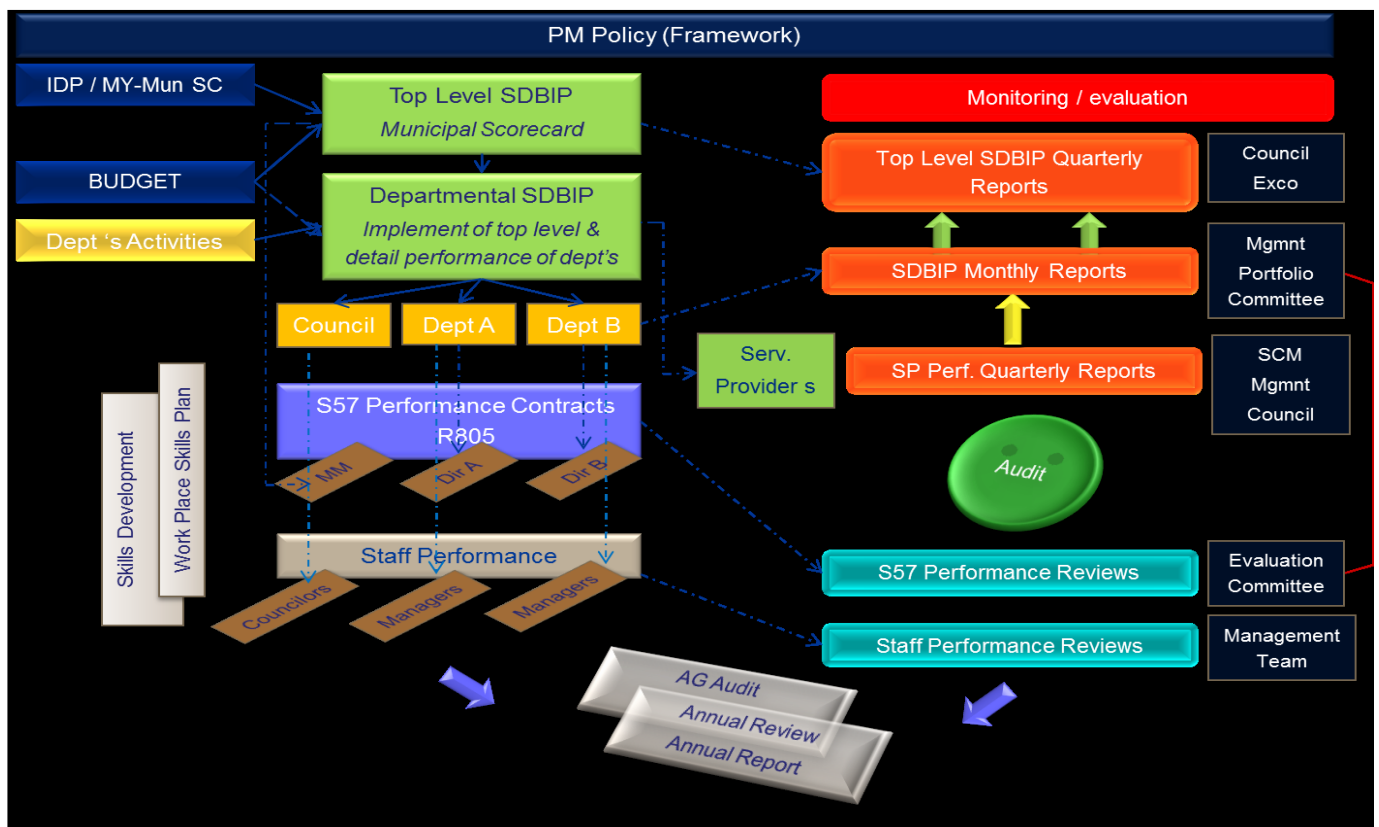 PM Policy (Framework)
IDP / MY-Mun SC
BUDGET
Dept ‘s Activities
Top Level SDBIP
Municipal Scorecard
Departmental SDBIP
Implement of top level &
detail performance of dept’s
Council
Dept A
Dept B
S57 Performance Contracts
R805
MM
Dir A
Dir B
Staff Performance
Councilors
Managers
Managers
Skills Development
Work Place Skills Plan
Serv.
Provider s
Monitoring / evaluation
Top Level SDBIP Quarterly
Reports
Council
Exco
SDBIP Monthly Reports
Mgmnt
Portfolio
Committee
SP Perf. Quarterly Reports
SCM
Mgmnt
Council
Audit
S57 Performance Reviews
Evaluation
Committee
Staff Performance Reviews
Management
Team
AG Audit
Annual Review
Annual Report